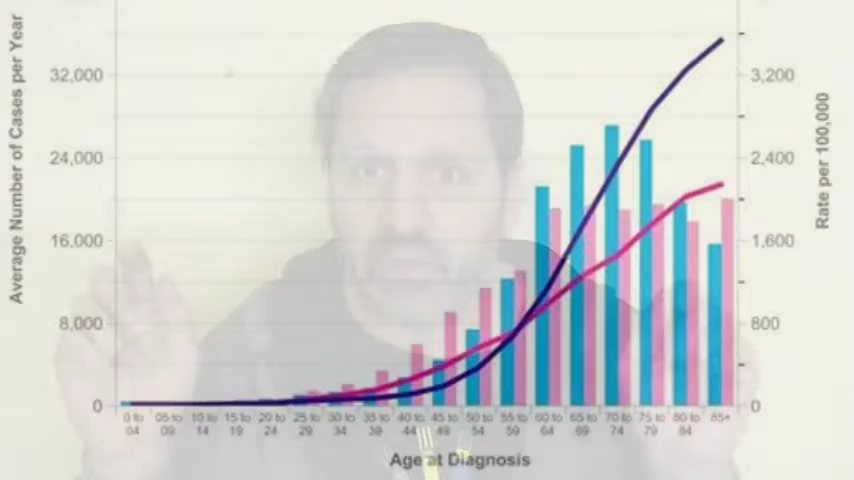 Average Number of Cases per Year
32,000
24,000
16,000
8,000
0
3,200
2,400
1,600
800
0
Rate per 100,000
0 to 04
05 to 09
10 to 14
15 to 19
20 to 24
25 to 29
30 to 34
35 to 39
40 to 44
45 to 49
50 to 54
55 to 59
60 to 64
65 to 69
70 to 74
75 to 79
80 to 84
85+
Age at Diagnosis